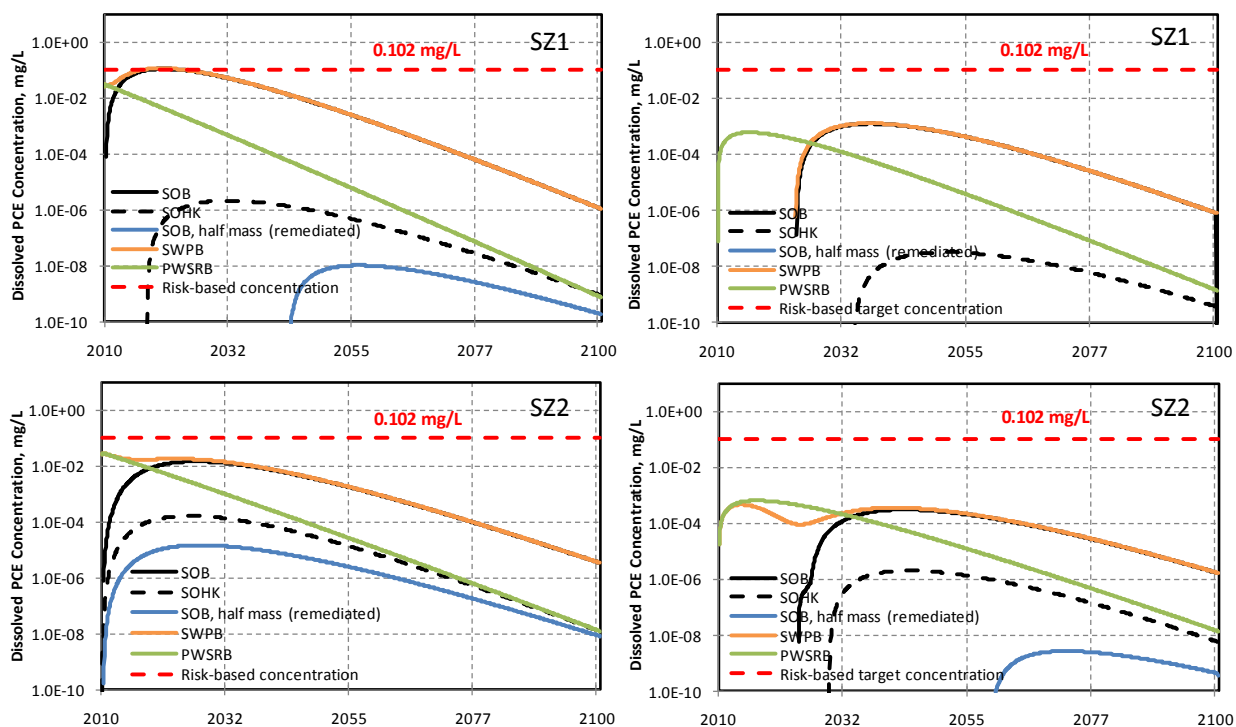 SZ1
0.102 mg/L
Dissolved PCE Concentration, mg/L
1.0E+00
1.0E-02
1.0E-04
1.0E-06
1.0E-08
1.0E-10
SOB
SOHK
SOB, half mass (remediated)
SWPB
PWSRB
Risk-based concentration
2010
2032
2055
2077
2100
SZ1
0.102 mg/L
Dissolved PCE Concentration, mg/L
1.0E+00
1.0E-02
1.0E-04
1.0E-06
1.0E-08
1.0E-10
SOB
SOHK
SOB, half mass (remediated)
SWPB
PWSRB
Risk-based target concentration
2010
2032
2055
2077
2100
SZ2
0.102 mg/L
Dissolved PCE Concentration, mg/L
1.0E+00
1.0E-02
1.0E-04
1.0E-06
1.0E-08
1.0E-10
SOB
SOHK
SOB, half mass (remediated)
SWPB
PWSRB
Risk-based concentration
2010
2032
2055
2077
2100
SZ2
0.102 mg/L
Dissolved PCE Concentration, mg/L
1.0E+00
1.0E-02
1.0E-04
1.0E-06
1.0E-08
1.0E-10
SOB
SOHK
SOB, half mass (remediated)
SWPB
PWSRB
Risk-based target concentration
2010
2032
2055
2077
2100